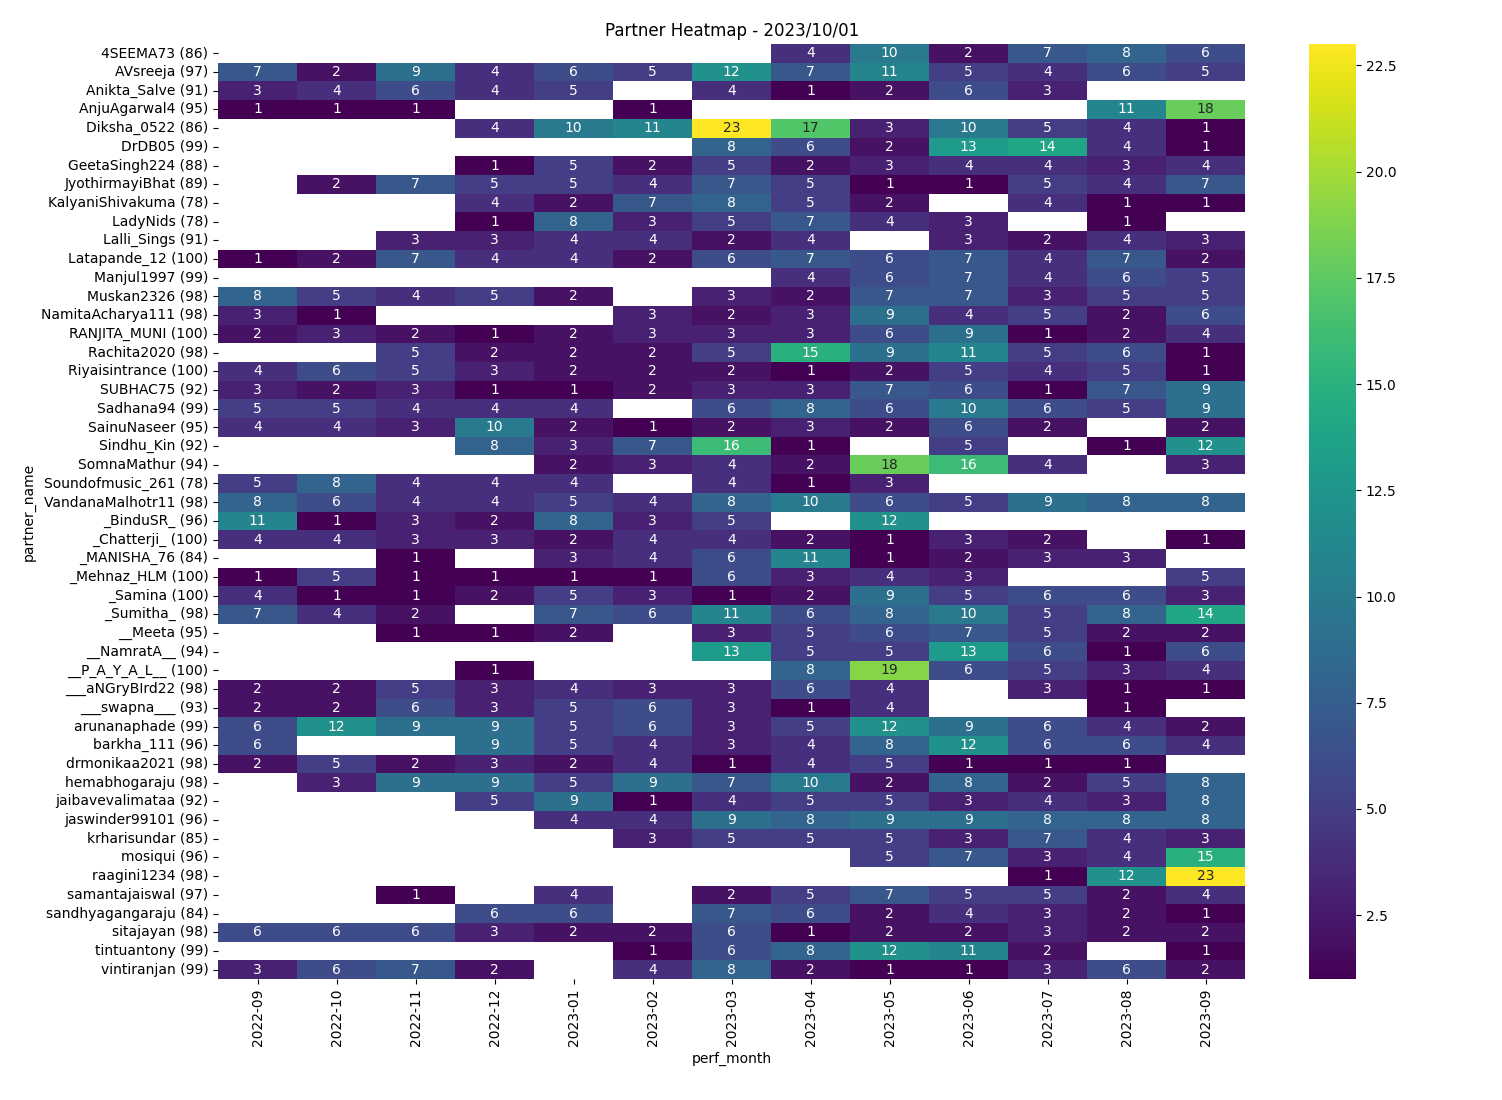 Partner Heatmap - 2023/10/01
4SEEMA73 (86) 4 10 2 7 8 6
AVsreeja (97) 7 2 9 4 6 5 12 7 11 5 4 6 5
Anikta_Salve (91) 3 4 6 4 5 4 1 2 6 3
AnjuAgarwal4 (95) 1 1 1 1 11 18
Diksha_0522 (86) 4 10 11 23 17 3 10 5 4 1
DrDB05 (99) 8 6 2 13 14 4 1
GeetaSingh224 (88) 1 5 2 5 2 3 4 4 3 4
JyothirmayiBhat (89) 2 7 5 5 4 7 5 1 1 5 4 7
KalyaniShivakuma (78) 4 2 7 8 5 2 4 1 1
LadyNids (78) 1 8 3 5 7 4 3 1
Lalli_Sings (91) 3 3 4 4 2 4 3 2 4 3
Latapande_12 (100) 1 2 7 4 4 2 6 7 6 7 4 7 2
Manjul1997 (99) 4 6 7 4 6 5
Muskan2326 (98) 8 5 4 5 2 3 2 7 7 3 5 5
NamitaAcharya111 (98) 3 1 3 2 3 9 4 5 2 6
RANJITA_MUNI (100) 2 3 2 1 2 3 3 3 6 9 1 2 4
Rachita2020 (98) 5 2 2 2 5 15 9 11 5 6 1
Riyaisintrance (100) 4 6 5 3 2 2 2 1 2 5 4 5 1
SUBHAC75 (92) 3 2 3 1 1 2 3 3 7 6 1 7 9
Sadhana94 (99) 5 5 4 4 4 6 8 6 10 6 5 9
SainuNaseer (95) 4 4 3 10 2 1 2 3 2 6 2 2
Sindhu_Kin (92) 8 3 7 16 1 5 1 12
SomnaMathur (94) 2 3 4 2 18 16 4 3
Soundofmusic_261 (78) 5 8 4 4 4 4 1 3
VandanaMalhotr11 (98) 8 6 4 4 5 4 8 10 6 5 9 8 8
_BinduSR_ (96) 11 1 3 2 8 3 5 12
_Chatterji_ (100) 4 4 3 3 2 4 4 2 1 3 2 1
_MANISHA_76 (84) 1 3 4 6 11 1 2 3 3
_Mehnaz_HLM (100) 1 5 1 1 1 1 6 3 4 3 5
_Samina (100) 4 1 1 2 5 3 1 2 9 5 6 6 3
_Sumitha_ (98) 7 4 2 7 6 11 6 8 10 5 8 14
__Meeta (95) 1 1 2 3 5 6 7 5 2 2
__NamratA__ (94) 13 5 5 13 6 1 6
__P_A_Y_A_L__ (100) 1 8 19 6 5 3 4
___aNGryBIrd22 (98) 2 2 5 3 4 3 3 6 4 3 1 1
___swapna___ (93) 2 2 6 3 5 6 3 1 4 1
arunanaphade (99) 6 12 9 9 5 6 3 5 12 9 6 4 2
barkha_111 (96) 6 9 5 4 3 4 8 12 6 6 4
drmonikaa2021 (98) 2 5 2 3 2 4 1 4 5 1 1 1
hemabhogaraju (98) 3 9 9 5 9 7 10 2 8 2 5 8
jaibavevalimataa (92) 5 9 1 4 5 5 3 4 3 8
jaswinder99101 (96) 4 4 9 8 9 9 8 8 8
krharisundar (85) 3 5 5 5 3 7 4 3
mosiqui (96) 5 7 3 4 15
raagini1234 (98) 1 12 23
samantajaiswal (97) 1 4 2 5 7 5 5 2 4
sandhyagangaraju (84) 6 6 7 6 2 4 3 2 1
sitajayan (98) 6 6 6 3 2 2 6 1 2 2 3 2 2
tintuantony (99) 1 6 8 12 11 2 1
vintiranjan (99) 3 6 7 2 4 8 2 1 1 3 6 2
2022-09 2022-10 2022-11 2022-12 2023-01 2023-02 2023-03 2023-04 2023-05 2023-06 2023-07 2023-08 2023-09
perf_month
partner_name
22.5
20.0
17.5
15.0
12.5
10.0
7.5
5.0
2.5